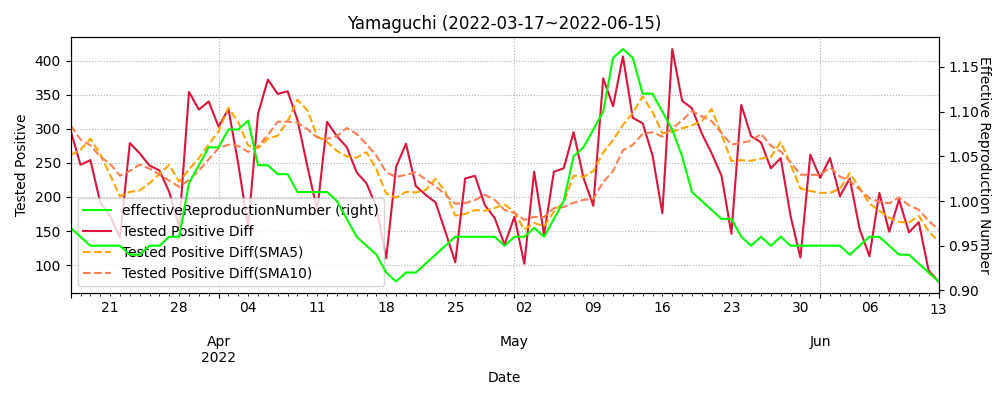 Yamaguchi (2022-03-17~2022-06-15)
Tested Positive
400
350
300
250
200
150
100
1.15
1.10
1.05
1.00
0.95
0.90
Effective Reproduction Number
effectiveReproductionNumber (right)
Tested Positive Diff
Tested Positive Diff(SMA5)
Tested Positive Diff(SMA10)
21 28 04 11 18 25 02 09 16 23 30 06 13
Apr May Jun
2022
Date